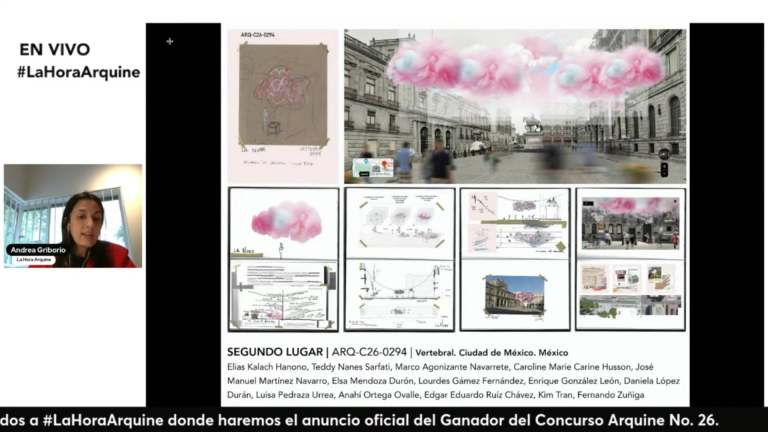 EN VIVO
#LaHoraArquine
ARQ-C26-0294
LA NUBE
Andrea Griborio
La Hora Arquine
SEGUNDO LUGAR | ARQ-C26-0294 | Vertebral. Ciudad de México. México
Elias Kalach Hanono, Teddy Nanes Sarfati, Marco Agonizante Navarrete, Caroline Marie Carine Husson, José
Manuel Martínez Navarro, Elsa Mendoza Durón, Lourdes Gámez Fernández, Enrique González León, Daniela López
Durán, Luisa Pedraza Urrea, Anahí Ortega Ovalle, Edgar Eduardo Ruíz Chávez, Kim Tran, Fernando Zuñiga
dos a #LaHoraArquine donde haremos el anuncio oficial del Ganador del Concurso Arquine No. 26.